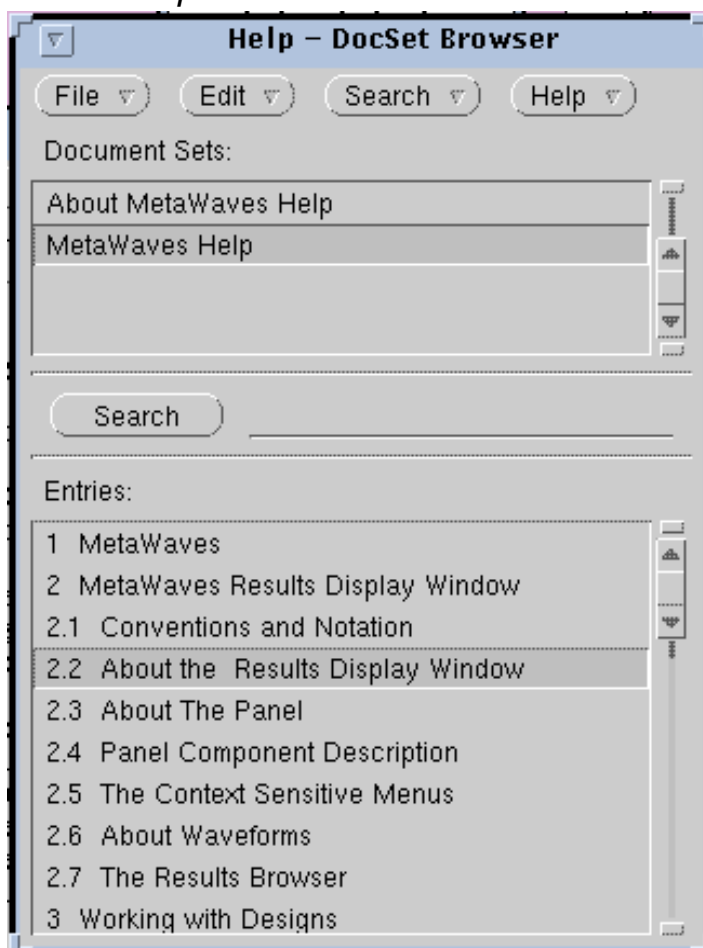 Help – DocSet Browser
File Edit Search Help
Document Sets:
About MetaWaves Help
MetaWaves Help
Search
Entries:
1 MetaWaves
2 MetaWaves Results Display Window
2.1 Conventions and Notation
2.2 About the Results Display Window
2.3 About The Panel
2.4 Panel Component Description
2.5 The Context Sensitive Menus
2.6 About Waveforms
2.7 The Results Browser
3 Working with Designs